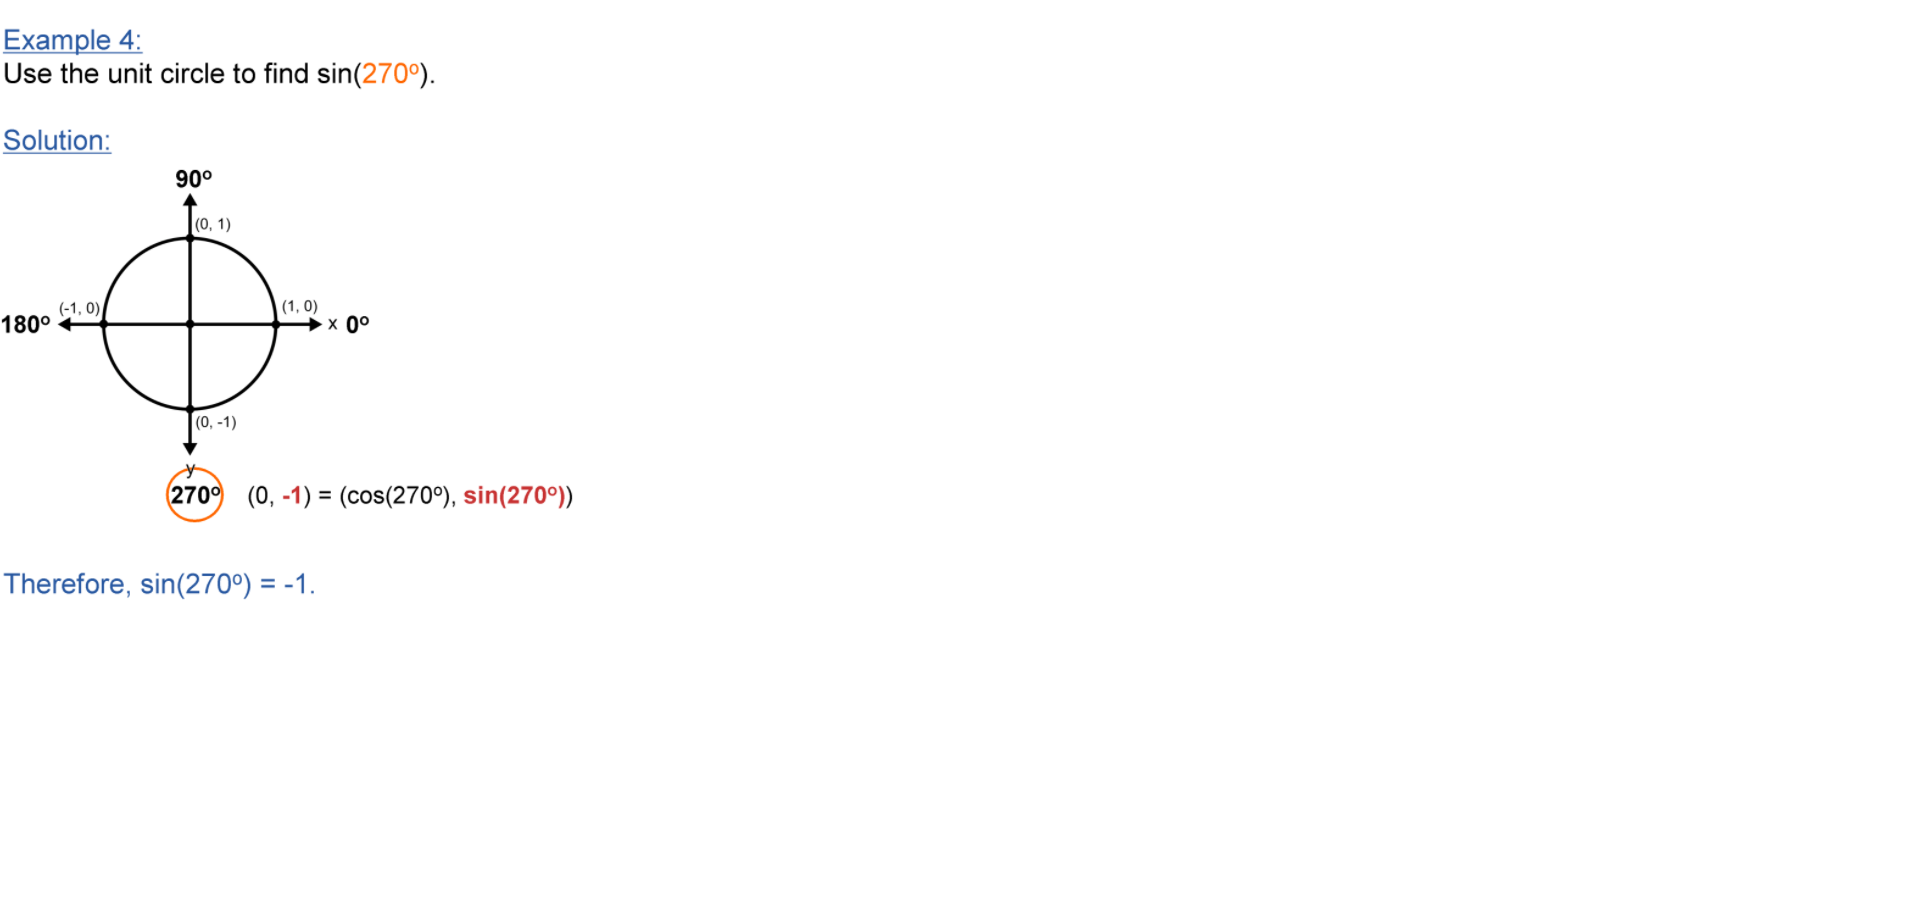 Example 4:
Use the unit circle to find sin(270º).
Solution:
90º
(0, 1)
(-1, 0)
(1, 0)
180º
x 0º
(0, -1)
y
270º (0, -1) = (cos(270º), sin(270º))
Therefore, sin(270º) = -1.